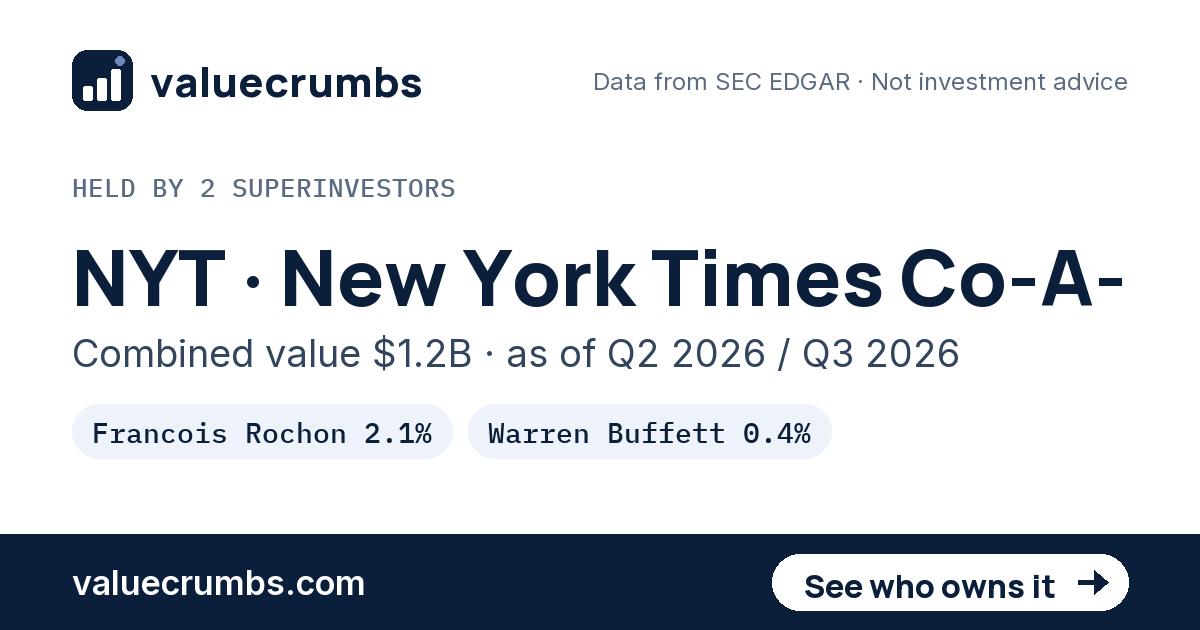 valuecrumbs
Data from SEC EDGAR · Not investment advice
HELD BY 2 SUPERINVESTORS
NYT · New York Times Co-A-
Combined value $1.2B · as of Q2 2026 / Q3 2026
Francois Rochon 2.1%
Warren Buffett 0.4%
valuecrumbs.com
See who owns it →